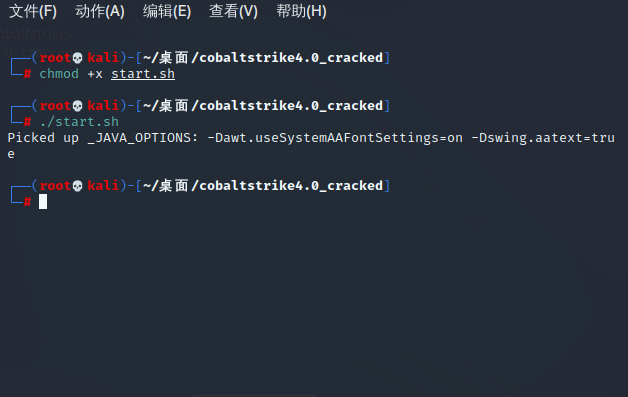 文件(F) 动作(A) 编辑(E) 查看(V) 帮助(H)
┌──(root💀kali)-[~/桌面/cobaltstrike4.0_cracked]
└─# chmod +x start.sh
┌──(root💀kali)-[~/桌面/cobaltstrike4.0_cracked]
└─# ./start.sh
Picked up _JAVA_OPTIONS: -Dawt.useSystemAAFontSettings=on -Dswing.aatext=tru
e
┌──(root💀kali)-[~/桌面/cobaltstrike4.0_cracked]
└─#